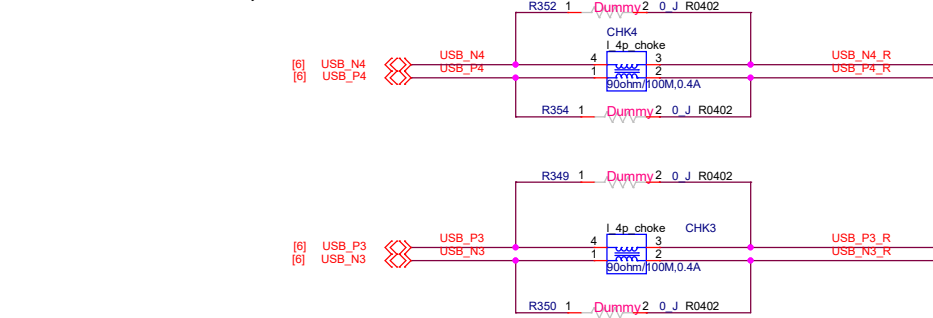 R352 1 Dummy 2 0_J R0402
CHK4
I_4p_choke
[6] USB_N4 USB_N4 4 3 USB_N4_R
[6] USB_P4 USB_P4 1 2 USB_P4_R
90ohm/100M,0.4A
R354 1 Dummy 2 0_J R0402
R349 1 Dummy 2 0_J R0402
I_4p_choke CHK3
[6] USB_P3 USB_P3 4 3 USB_P3_R
[6] USB_N3 USB_N3 1 2 USB_N3_R
90ohm/100M,0.4A
R350 1 Dummy 2 0_J R0402